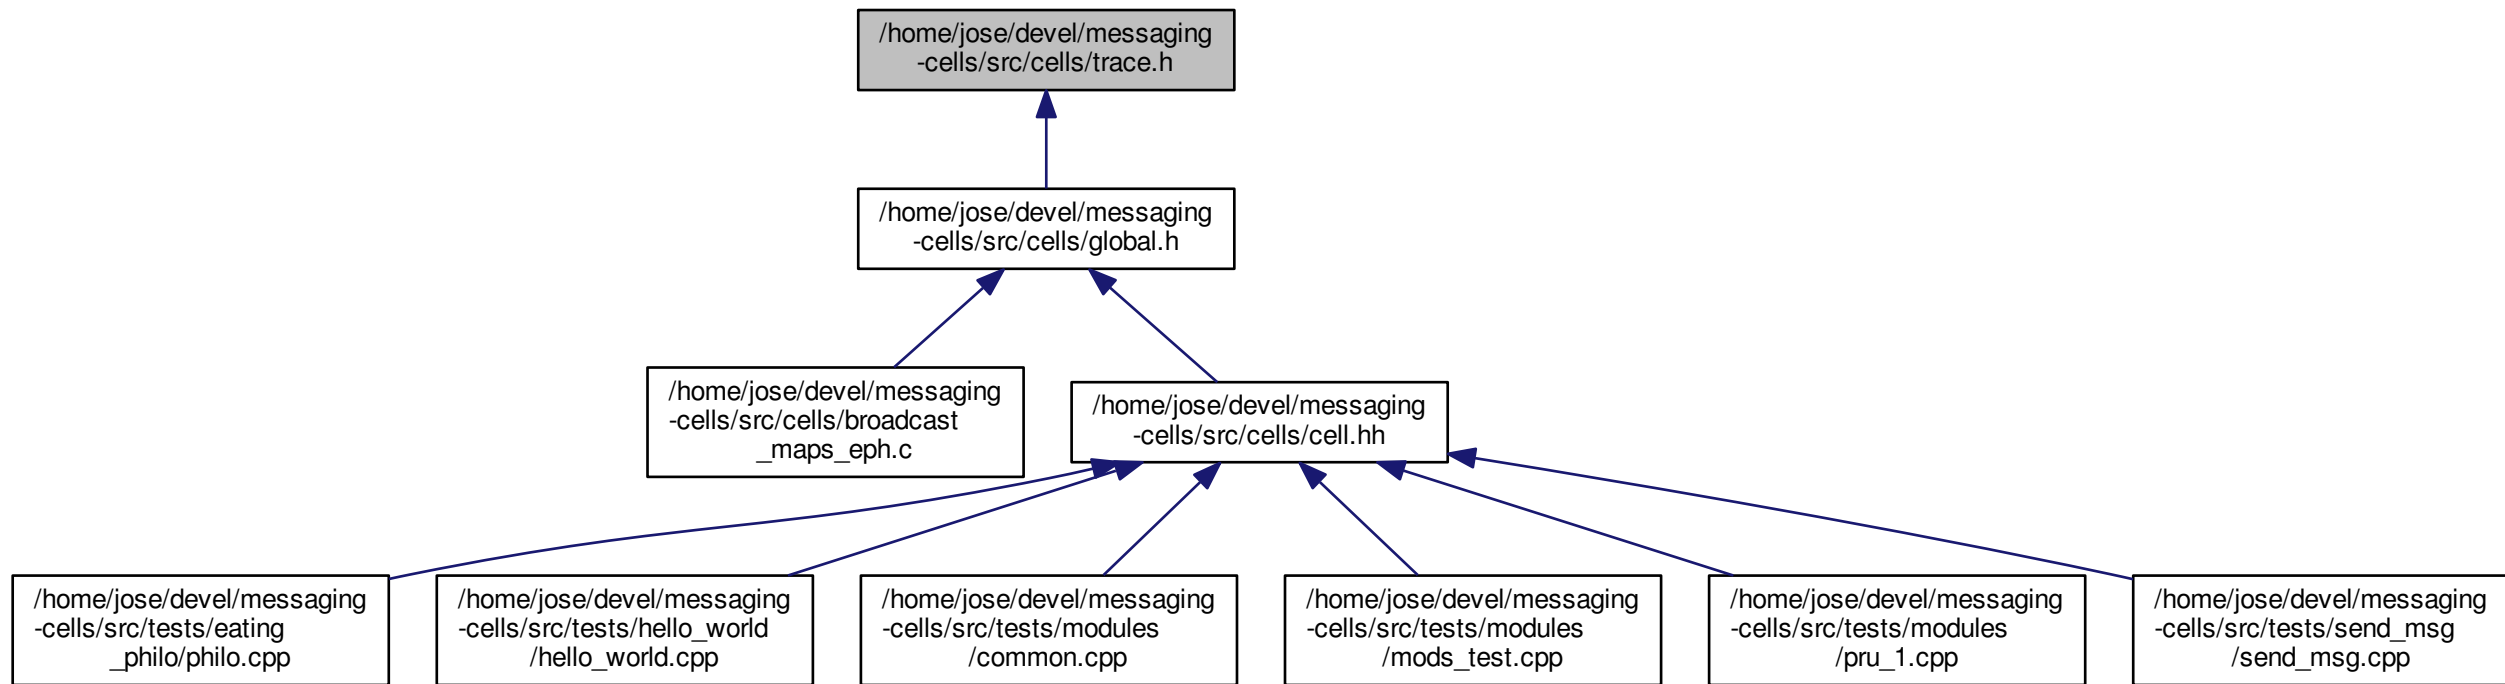 /home/jose/devel/messaging
-cells/src/cells/trace.h
/home/jose/devel/messaging
-cells/src/cells/global.h
/home/jose/devel/messaging
-cells/src/cells/broadcast
_maps_eph.c
/home/jose/devel/messaging
-cells/src/cells/cell.hh
/home/jose/devel/messaging
-cells/src/tests/eating
_philo/philo.cpp
/home/jose/devel/messaging
-cells/src/tests/hello_world
/hello_world.cpp
/home/jose/devel/messaging
-cells/src/tests/modules
/common.cpp
/home/jose/devel/messaging
-cells/src/tests/modules
/mods_test.cpp
/home/jose/devel/messaging
-cells/src/tests/modules
/pru_1.cpp
/home/jose/devel/messaging
-cells/src/tests/send_msg
/send_msg.cpp